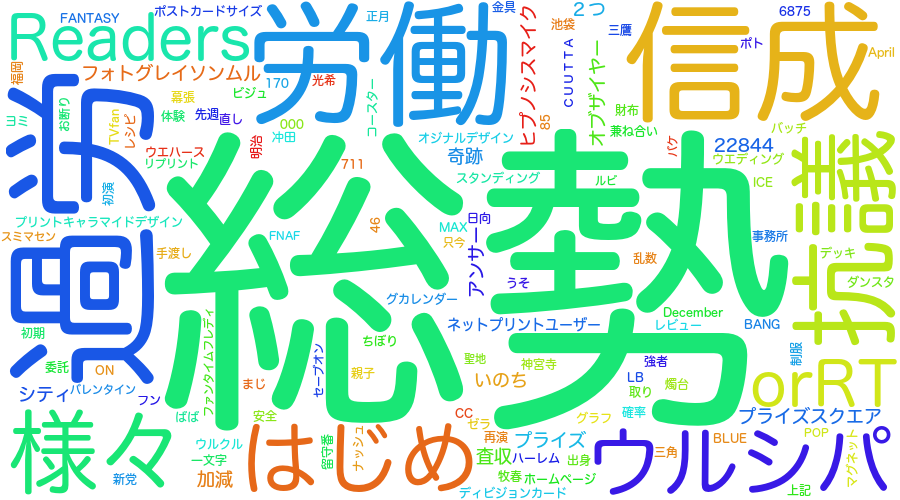 FANTASY
ポストカードサイズ
正月
金具
2つ
6875
Readers
労働
信成
池袋
三鷹
ポト
April
福岡
フォトグレイソンムル
170
光希
コースター
ヒプノシスマイク
CUUTTA
オブザイヤー
ヨミ
お断り
TVfan
レシピ
ビジュ
幕張
体験
先週
直し
000
沖田
85
財布
兼ね合い
バッチ
過労
初演
ウエハース
リプリント
明治
711
オジナルデザイン
奇跡
スタンディング
ルビ
バケ
22844
ウエディング
ICE
抗議
総勢
プリントキャラマイドデザイン
スミマセン
手渡し
FNAF
46
MAX
只今
日向
アンサー
うそ
乱数
事務所
デッキ
ダンスタ
グカレンダー
ネットプリントユーザー
December
レビュー
BANG
制服
初期
委託
ON
ファンタイムフレディ
セーブオン
ちぼり
聖地
神宮寺
強者
シティ
バレンタイン
フン
まじ
親子
いのち
LB
取り
燭台
orRT
様々
ぱぱ
安全
CC
ゼラ
グラフ
確率
プライズスクエア
はじめ
ウルクル
一文字
留守番
ナッシュ
再演
プライズ
ウルシパ
BLUE
POP
マグネット
新党
加減
査収
ハーレム
出身
三角
牧春
ホームページ
ディビジョンカード
上記